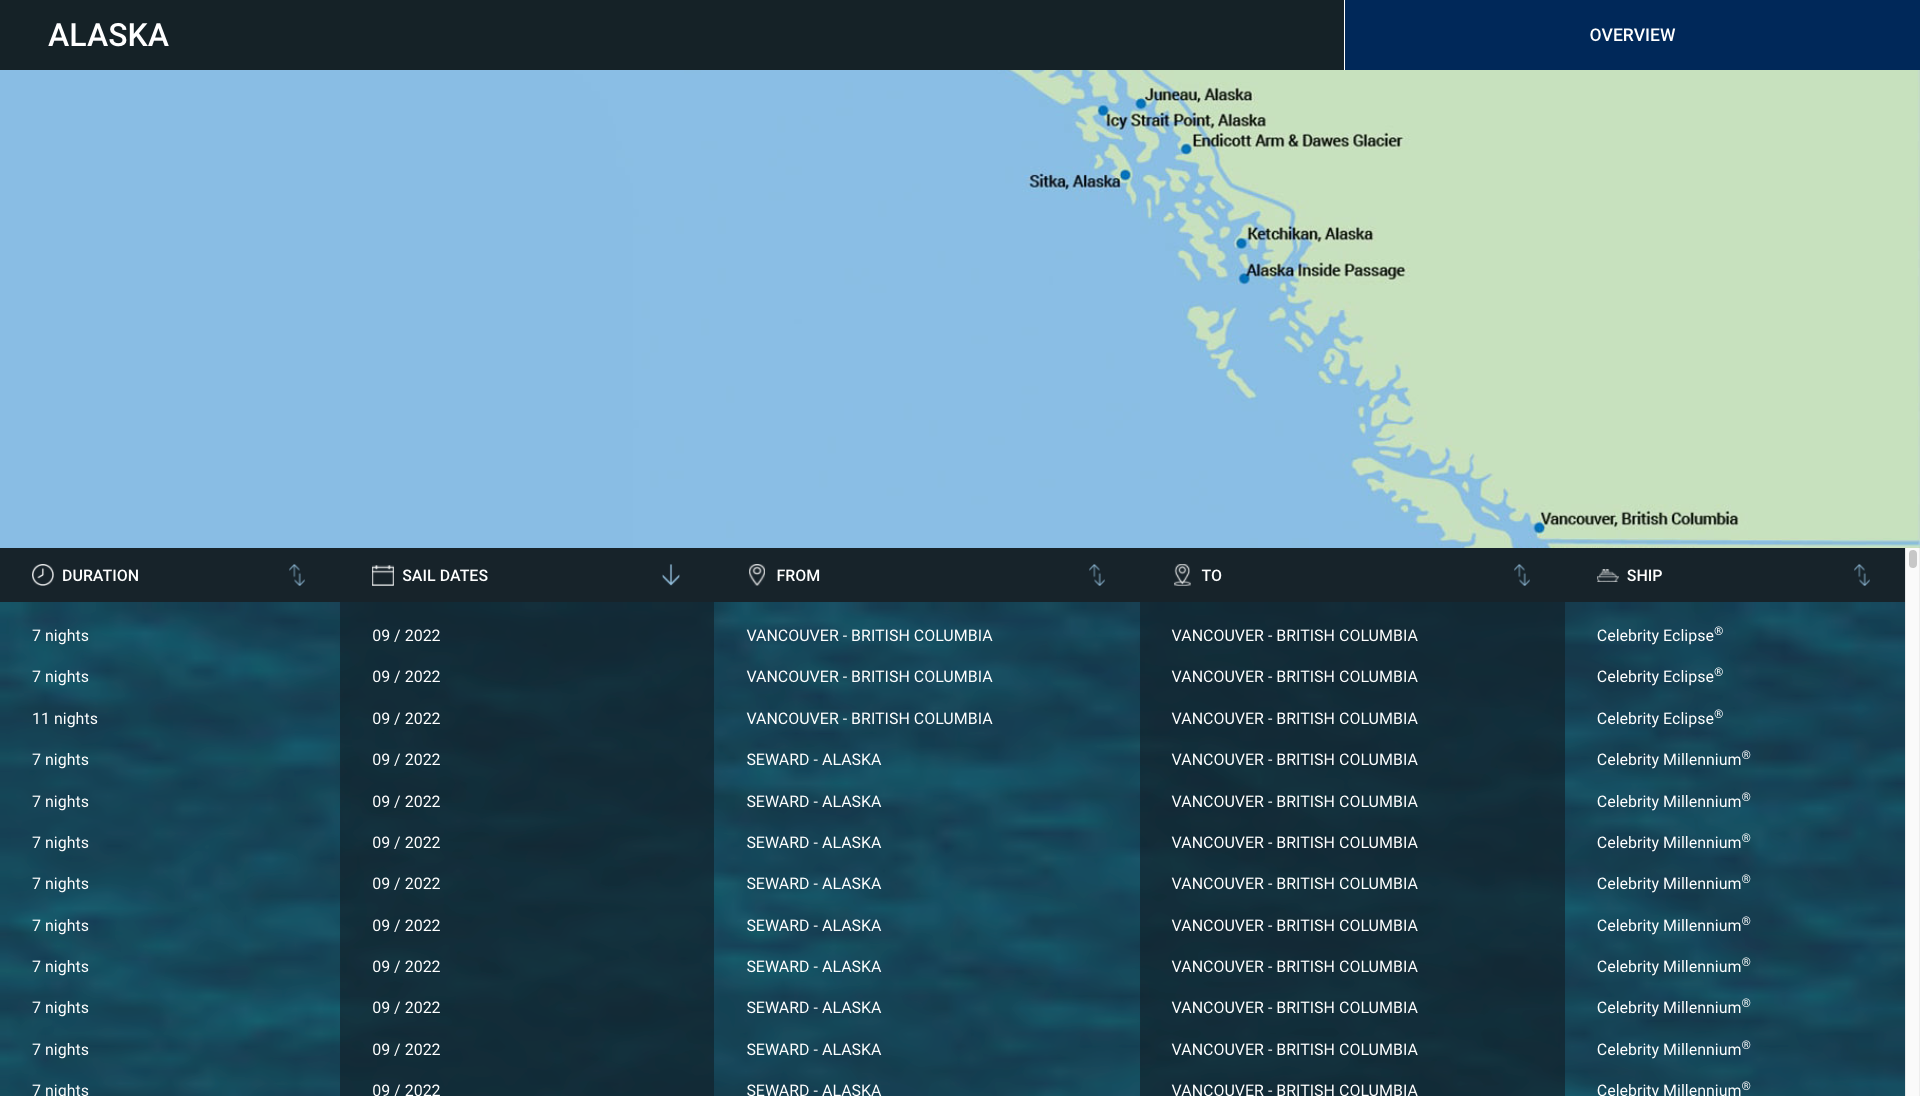 ALASKA
OVERVIEW
Juneau, Alaska
Icy Strait Point, Alaska
Endicott Arm & Dawes Glacier
Sitka, Alaska
Ketchikan, Alaska
Alaska Inside Passage
Vancouver, British Columbia
DURATION SAIL DATES FROM TO SHIP
7 nights 09 / 2022 VANCOUVER - BRITISH COLUMBIA VANCOUVER - BRITISH COLUMBIA Celebrity Eclipse®
7 nights 09 / 2022 VANCOUVER - BRITISH COLUMBIA VANCOUVER - BRITISH COLUMBIA Celebrity Eclipse®
11 nights 09 / 2022 VANCOUVER - BRITISH COLUMBIA VANCOUVER - BRITISH COLUMBIA Celebrity Eclipse®
7 nights 09 / 2022 SEWARD - ALASKA VANCOUVER - BRITISH COLUMBIA Celebrity Millennium®
7 nights 09 / 2022 SEWARD - ALASKA VANCOUVER - BRITISH COLUMBIA Celebrity Millennium®
7 nights 09 / 2022 SEWARD - ALASKA VANCOUVER - BRITISH COLUMBIA Celebrity Millennium®
7 nights 09 / 2022 SEWARD - ALASKA VANCOUVER - BRITISH COLUMBIA Celebrity Millennium®
7 nights 09 / 2022 SEWARD - ALASKA VANCOUVER - BRITISH COLUMBIA Celebrity Millennium®
7 nights 09 / 2022 SEWARD - ALASKA VANCOUVER - BRITISH COLUMBIA Celebrity Millennium®
7 nights 09 / 2022 SEWARD - ALASKA VANCOUVER - BRITISH COLUMBIA Celebrity Millennium®
7 nights 09 / 2022 SEWARD - ALASKA VANCOUVER - BRITISH COLUMBIA Celebrity Millennium®
7 nights 09 / 2022 SEWARD - ALASKA VANCOUVER - BRITISH COLUMBIA Celebrity Millennium®